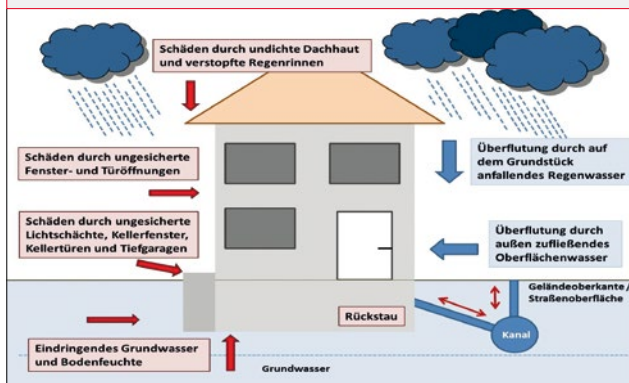 Schäden durch undichte Dachhaut
und verstopfte Regenrinnen
Schäden durch ungesicherte
Fenster- und Türöffnungen
Überflutung durch auf
dem Grundstück
anfallendes Regenwasser
Schäden durch ungesicherte
Lichtschächte, Kellerfenster,
Kellertüren und Tiefgaragen
Überflutung durch
außen zufließendes
Oberflächenwasser
Geländeoberkante/
Straßenoberfläche
Rückstau
Kanal
Eindringendes Grundwasser
und Bodenfeuchte
Grundwasser